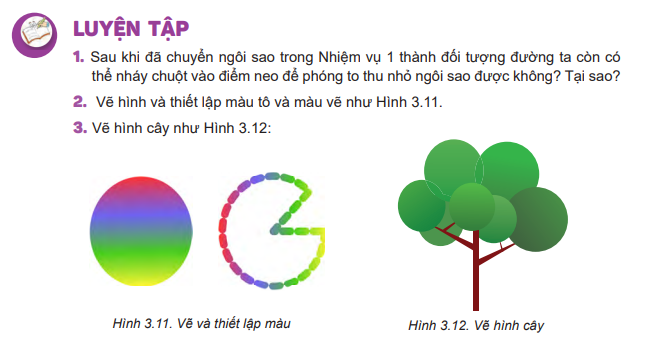 LUYỆN TẬP
1. Sau khi đã chuyển ngôi sao trong Nhiệm vụ 1 thành đối tượng đường ta còn có
thể nháy chuột vào điểm neo để phóng to thu nhỏ ngôi sao được không? Tại sao?
2. Vẽ hình và thiết lập màu tô và màu vẽ như Hình 3.11.
3. Vẽ hình cây như Hình 3.12:
Hình 3.11. Vẽ và thiết lập màu
Hình 3.12. Vẽ hình cây